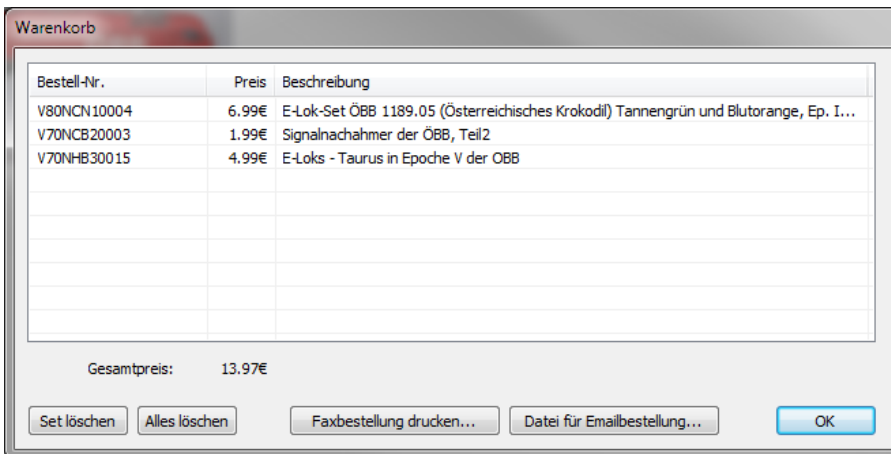 Warenkorb
Bestell-Nr. Preis Beschreibung
V80NCN10004 6.99€ E-Lok-Set ÖBB 1189.05 (Österreichisches Krokodil) Tannengrün und Blutorange, Ep. I...
V70NCB20003 1.99€ Signalnachahmer der ÖBB, Teil2
V70NHB30015 4.99€ E-Loks - Taurus in Epoche V der OBB
Gesamtpreis: 13.97€
Set löschen Alles löschen Faxbestellung drucken... Datei für Emailbestellung... OK